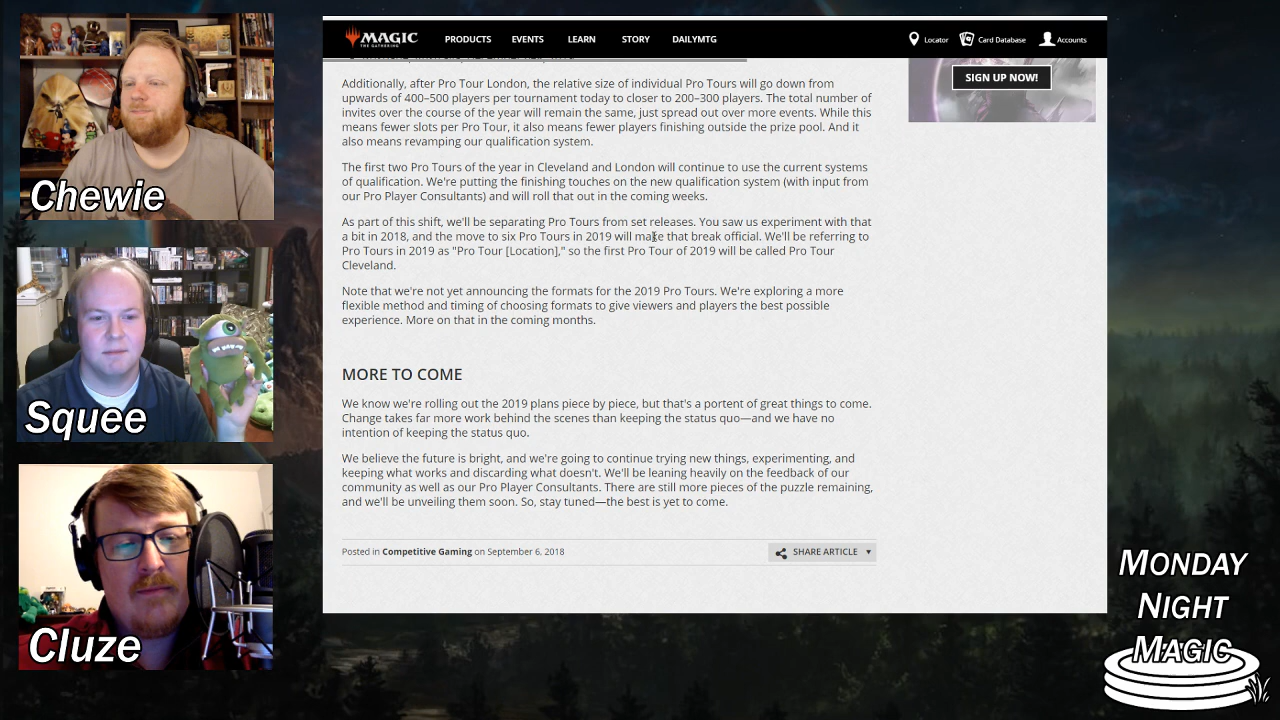 MAGIC
THE GATHERING
PRODUCTS
EVENTS
LEARN
STORY
DAILYMTG
Locator
Card Database
Accounts
SIGN UP NOW!
Additionally, after Pro Tour London, the relative size of individual Pro Tours will go down from
upwards of 400–500 players per tournament today to closer to 200–300 players. The total number of
invites over the course of the year will remain the same, just spread out over more events. While this
means fewer slots per Pro Tour, it also means fewer players finishing outside the prize pool. And it
also means revamping our qualification system.
The first two Pro Tours of the year in Cleveland and London will continue to use the current systems
of qualification. We're putting the finishing touches on the new qualification system (with input from
our Pro Player Consultants) and will roll that out in the coming weeks.
As part of this shift, we'll be separating Pro Tours from set releases. You saw us experiment with that
a bit in 2018, and the move to six Pro Tours in 2019 will make that break official. We'll be referring to
Pro Tours in 2019 as "Pro Tour [Location]," so the first Pro Tour of 2019 will be called Pro Tour
Cleveland.
Note that we're not yet announcing the formats for the 2019 Pro Tours. We're exploring a more
flexible method and timing of choosing formats to give viewers and players the best possible
experience. More on that in the coming months.
MORE TO COME
We know we're rolling out the 2019 plans piece by piece, but that's a portent of great things to come.
Change takes far more work behind the scenes than keeping the status quo—and we have no
intention of keeping the status quo.
We believe the future is bright, and we're going to continue trying new things, experimenting, and
keeping what works and discarding what doesn't. We'll be leaning heavily on the feedback of our
community as well as our Pro Player Consultants. There are still more pieces of the puzzle remaining,
and we'll be unveiling them soon. So, stay tuned—the best is yet to come.
Posted in Competitive Gaming on September 6, 2018
SHARE ARTICLE
Chewie
Squee
Cluze
MONDAY
NIGHT
MAGIC